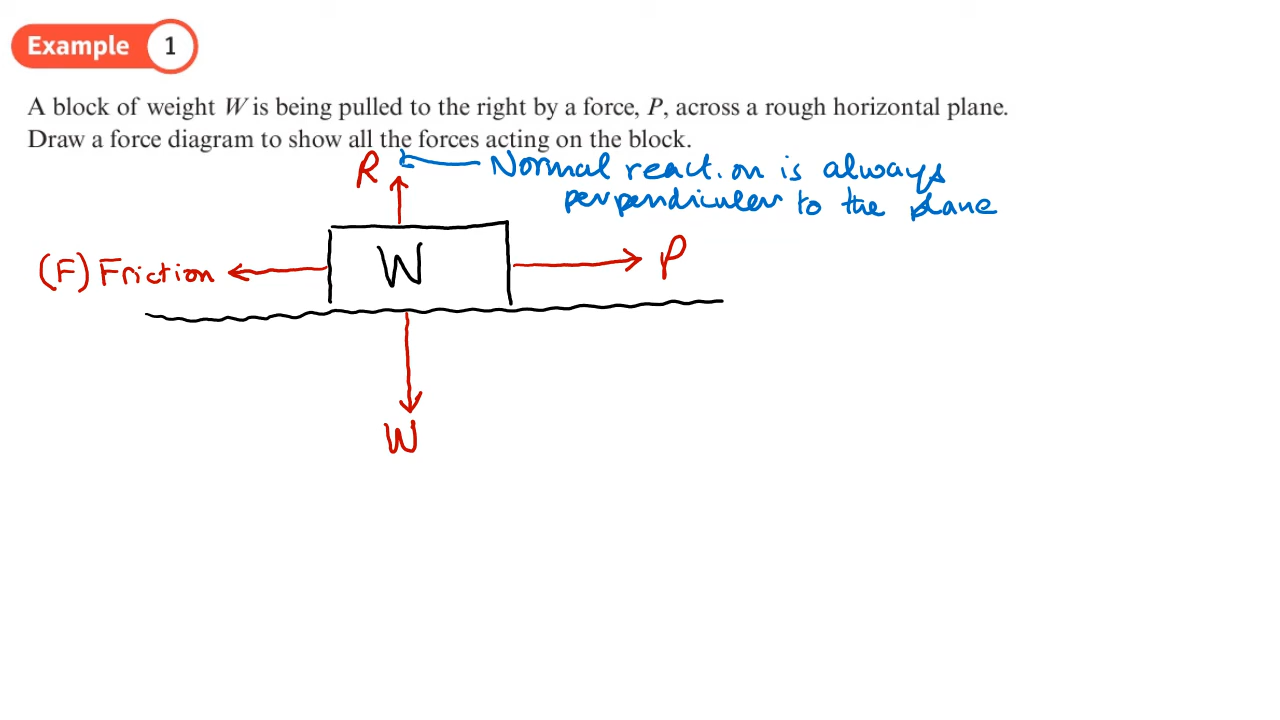 Example 1
A block of weight W is being pulled to the right by a force, P, across a rough horizontal plane.
Draw a force diagram to show all the forces acting on the block.
R
Normal reaction is always
perpendicular to the plane
(F) Friction
W
P
W